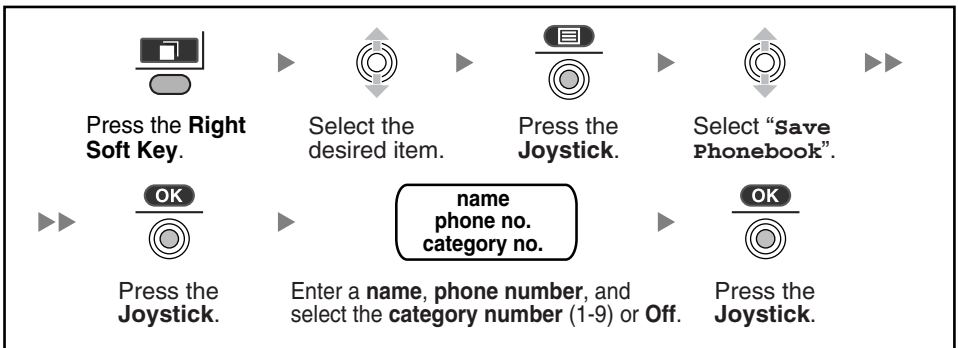 Press the Right
Soft Key.
Select the
desired item.
Press the
Joystick.
Select “Save
Phonebook”.
OK
Press the
Joystick.
name
phone no.
category no.
Enter a name, phone number, and
select the category number (1-9) or Off.
OK
Press the
Joystick.